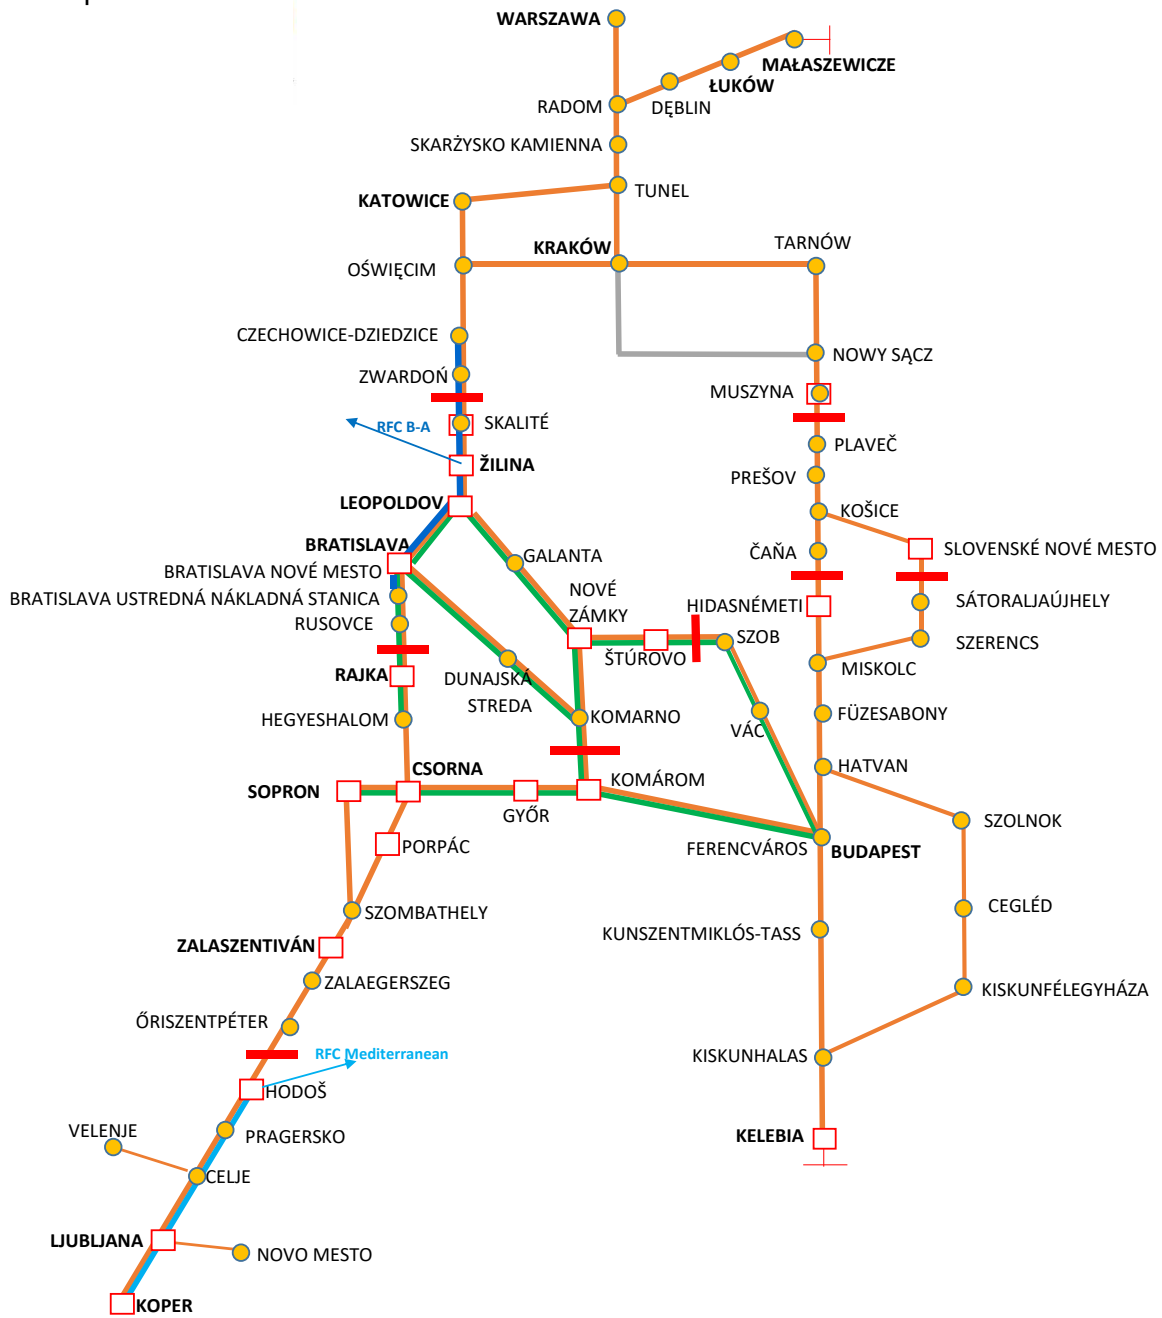 WARSZAWA
MAŁASZEWICZE
ŁUKÓW
RADOM
DĘBLIN
SKARŻYSKO KAMIENNA
TUNEL
KATOWICE
KRAKÓW
TARNÓW
OŚWIĘCIM
CZECHOWICE-DZIEDZICE
NOWY SĄCZ
ZWARDOŃ
MUSZYNA
RFC B-A
SKALITÉ
PLAVEČ
ŽILINA
PREŠOV
LEOPOLDOV
KOŠICE
BRATISLAVA
GALANTA
ČAŇA
SLOVENSKÉ NOVÉ MESTO
BRATISLAVA NOVÉ MESTO
NOVÉ
ZÁMKY
BRATISLAVA USTREDNÁ NÁKLADNÁ STANICA
HIDASNÉMETI
SÁTORALJAÚJHELY
RUSOVCE
SZOB
SZERENCS
ŠTÚROVO
RAJKA
DUNAJSKÁ
STREDA
MISKOLC
HEGYESHALOM
KOMARNO
VÁC
FÜZESABONY
CSORNA
HATVAN
SOPRON
KOMÁROM
GYŐR
SZOLNOK
PORPÁC
FERENCVÁROS
BUDAPEST
SZOMBATHELY
CEGLÉD
KUNSZENTMIKLÓS-TASS
ZALASZENTIVÁN
ZALAEGERSZEG
KISKUNFÉLEGYHÁZA
ŐRISZENTPÉTER
RFC Mediterranean
KISKUNHALAS
HODOŠ
VELENJE
PRAGERSKO
KELEBIA
CELJE
LJUBLJANA
NOVO MESTO
KOPER